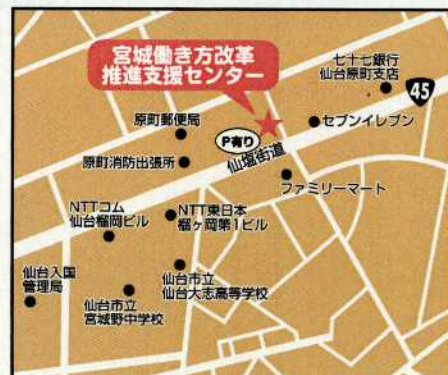 宮城働き方改革
推進支援センター
七十七銀行
仙台原町支店
45
原町郵便局
P有り
セブンイレブン
仙塩街道
原町消防出張所
ファミリーマート
NTTコム
仙台榴岡ビル
NTT東日本
榴ヶ岡第1ビル
仙台入国
管理局
仙台市立
仙台大志高等学校
仙台市立
宮城野中学校